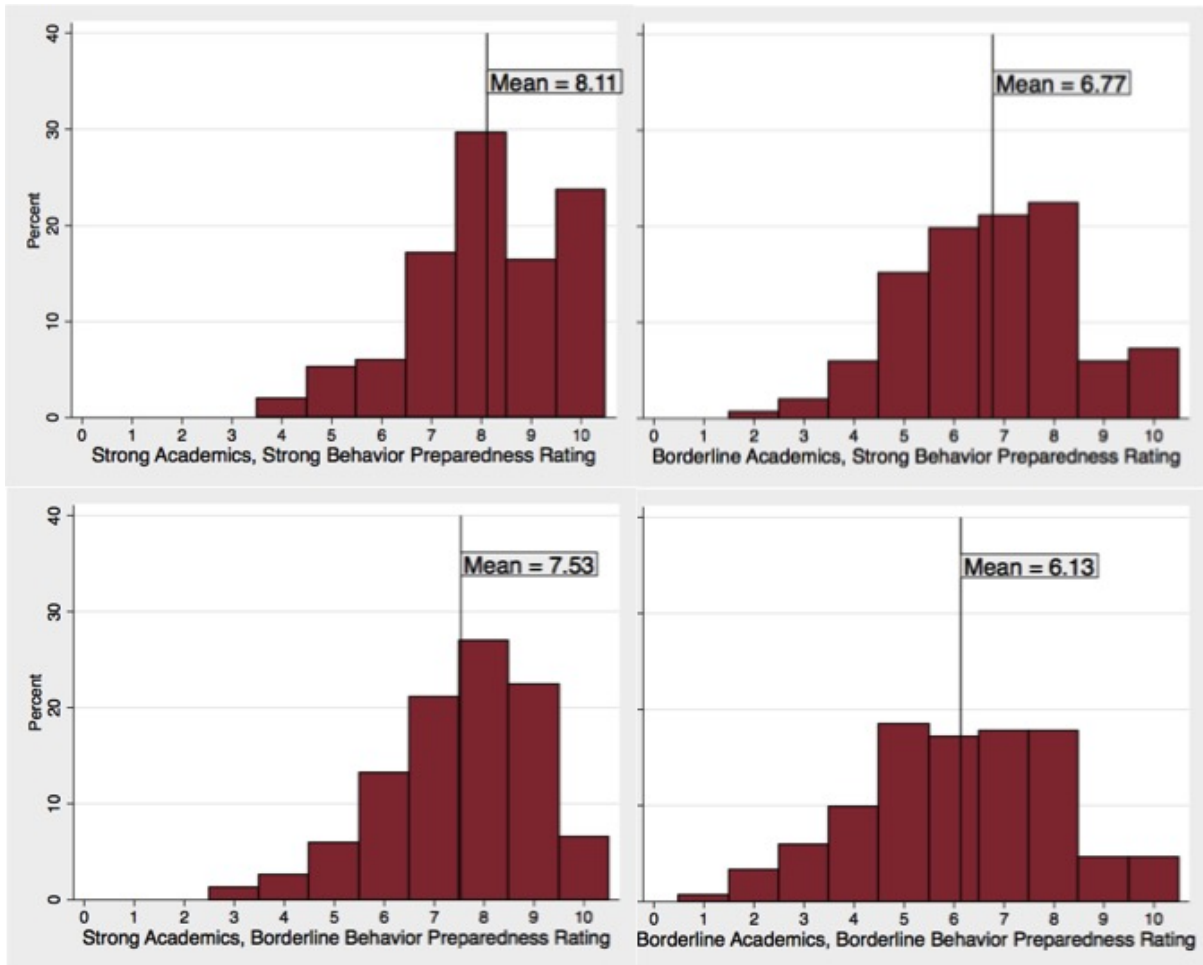 40
30
20
10
0
Percent
Mean = 8.11
0 1 2 3 4 5 6 7 8 9 10
Strong Academics, Strong Behavior Preparedness Rating
Mean = 6.77
0 1 2 3 4 5 6 7 8 9 10
Borderline Academics, Strong Behavior Preparedness Rating
40
30
20
10
0
Percent
Mean = 7.53
0 1 2 3 4 5 6 7 8 9 10
Strong Academics, Borderline Behavior Preparedness Rating
Mean = 6.13
0 1 2 3 4 5 6 7 8 9 10
Borderline Academics, Borderline Behavior Preparedness Rating